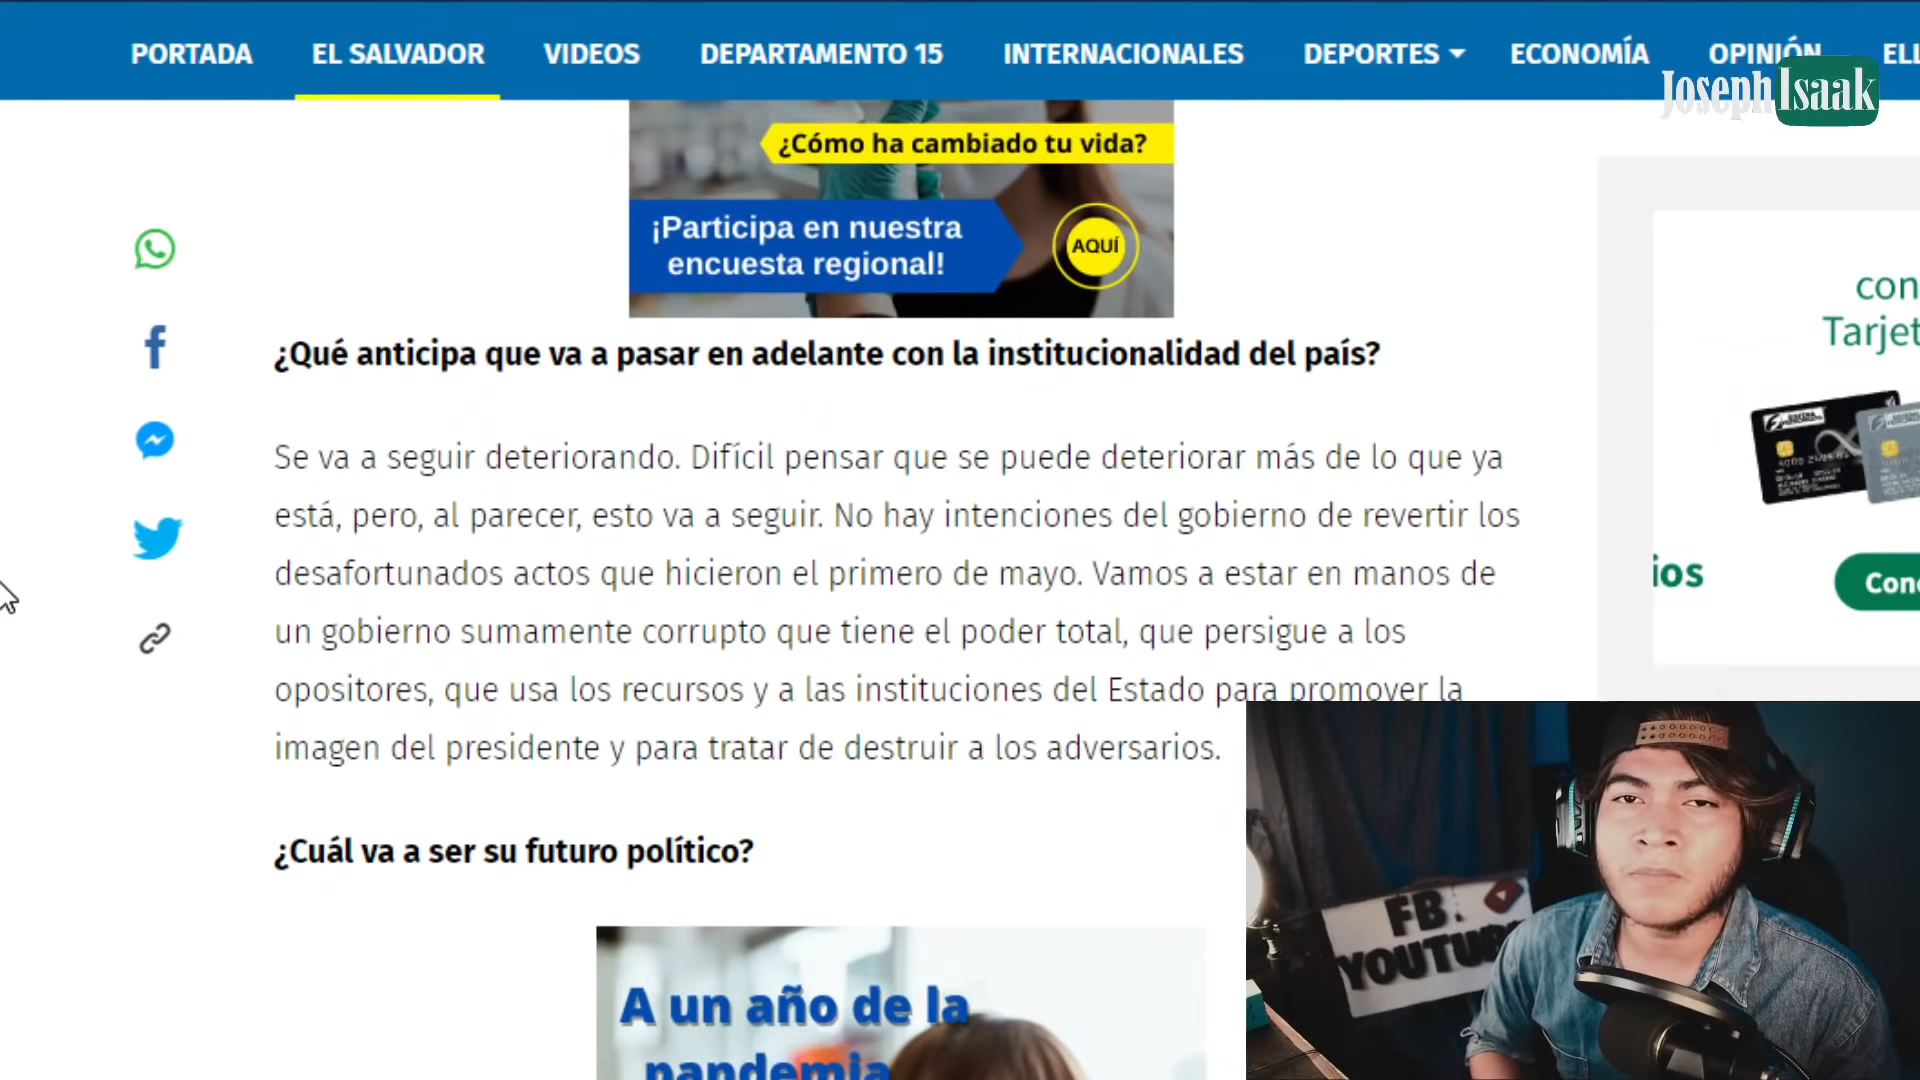 PORTADA EL SALVADOR VIDEOS DEPARTAMENTO 15 INTERNACIONALES DEPORTES ECONOMÍA OPINIÓN ELL
JosephIsaak
¿Cómo ha cambiado tu vida?
¡Participa en nuestra
encuesta regional!
AQUÍ
¿Qué anticipa que va a pasar en adelante con la institucionalidad del país?
Se va a seguir deteriorando. Difícil pensar que se puede deteriorar más de lo que ya
está, pero, al parecer, esto va a seguir. No hay intenciones del gobierno de revertir los
desafortunados actos que hicieron el primero de mayo. Vamos a estar en manos de
un gobierno sumamente corrupto que tiene el poder total, que persigue a los
opositores, que usa los recursos y a las instituciones del Estado para promover la
imagen del presidente y para tratar de destruir a los adversarios.
¿Cuál va a ser su futuro político?
A un año de la
pandemia
con
Tarjet
ios
Cono
FB.
YOUTUB